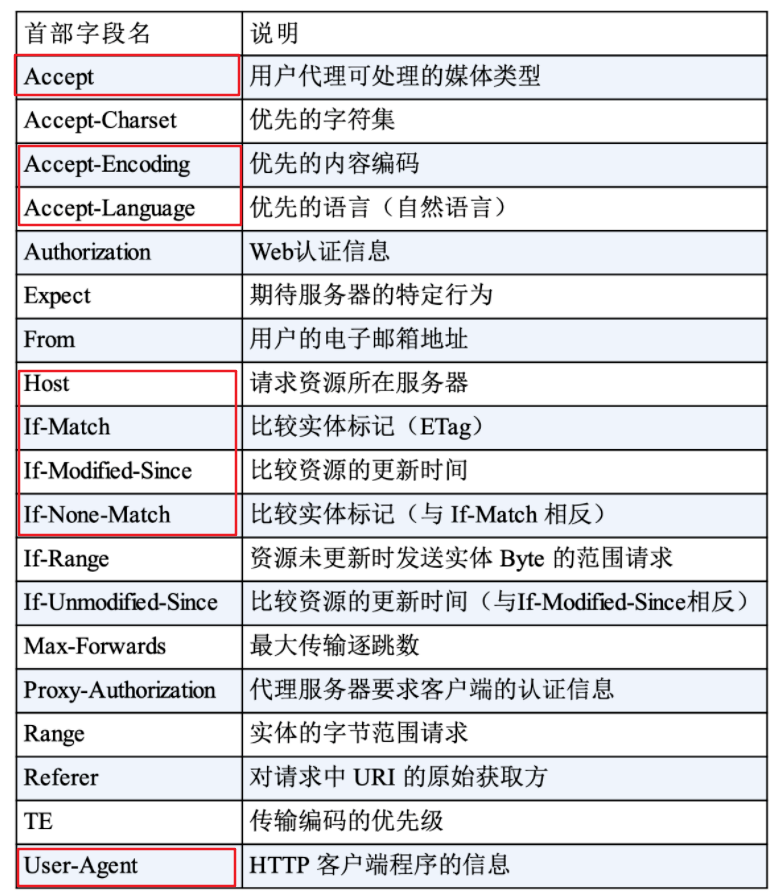 首部字段名 说明
Accept 用户代理可处理的媒体类型
Accept-Charset 优先的字符集
Accept-Encoding 优先的内容编码
Accept-Language 优先的语言（自然语言）
Authorization Web认证信息
Expect 期待服务器的特定行为
From 用户的电子邮箱地址
Host 请求资源所在服务器
If-Match 比较实体标记（ETag）
If-Modified-Since 比较资源的更新时间
If-None-Match 比较实体标记（与 If-Match 相反）
If-Range 资源未更新时发送实体 Byte 的范围请求
If-Unmodified-Since 比较资源的更新时间（与If-Modified-Since相反）
Max-Forwards 最大传输逐跳数
Proxy-Authorization 代理服务器要求客户端的认证信息
Range 实体的字节范围请求
Referer 对请求中 URI 的原始获取方
TE 传输编码的优先级
User-Agent HTTP 客户端程序的信息